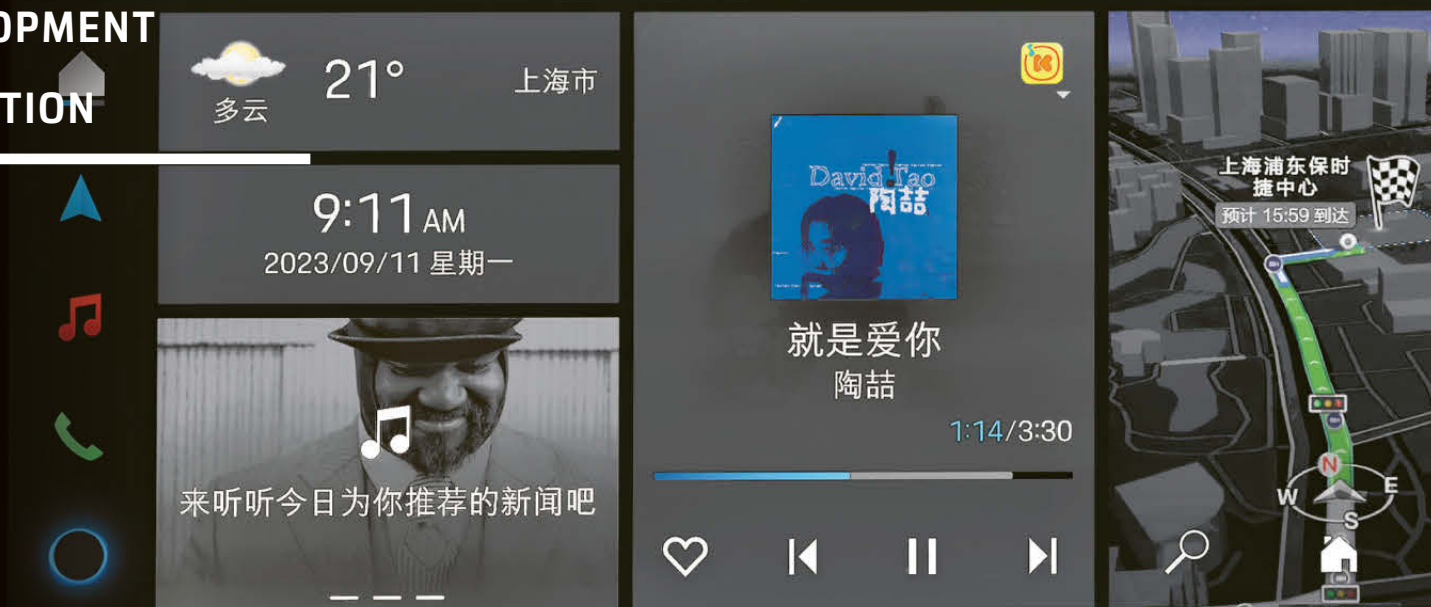 OPMENT
TION
多云
21°
上海市
9:11 AM
2023/09/11 星期一
来听听今日为你推荐的新闻吧
David Tao
陶喆
就是爱你
陶喆
1:14/3:30
上海浦东保时
捷中心
预计 15:59 到达
N
W
E
S